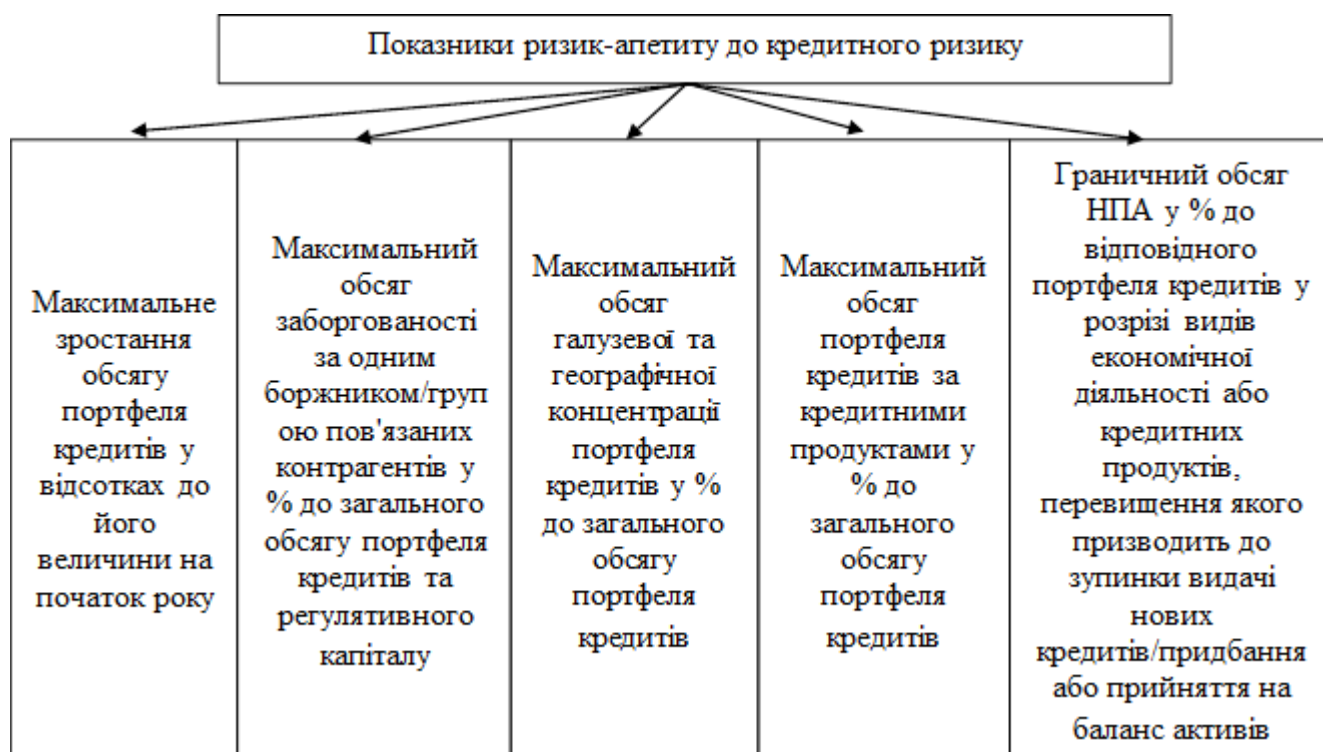 Показники ризик-апетиту до кредитного ризику
Максимальне
зростання
обсягу
портфеля
кредитів у
відсотках до
його
величини на
початок року
Максимальний
обсяг
заборгованості
за одним
боржником/груп
ою пов'язаних
контрагентів у
% до загального
обсягу портфеля
кредитів та
регулятивного
капіталу
Максимальний
обсяг
галузевої та
географічної
концентрації
портфеля
кредитів у %
до загального
обсягу
портфеля
кредитів
Максимальний
обсяг
портфеля
кредитів за
кредитними
продуктами у
% до
загального
обсягу
портфеля
кредитів
Граничний обсяг
НПА у % до
відповідного
портфеля кредитів у
розрізі видів
економічної
діяльності або
кредитних
продуктів,
перевищення якого
призводить до
зупинки видачі
нових
кредитів/придбання
або прийняття на
баланс активів